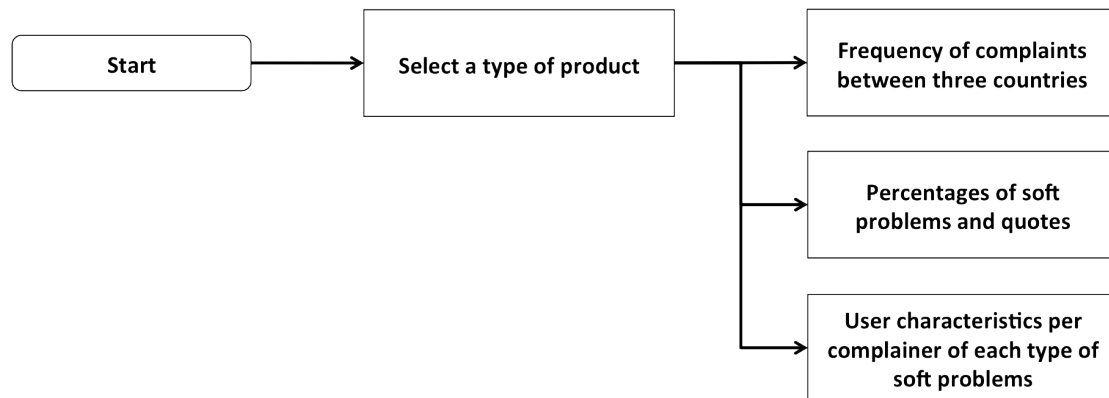 Start
Select a type of product
Frequency of complaints
between three countries
Percentages of soft
problems and quotes
User characteristics per
complainer of each type of
soft problems